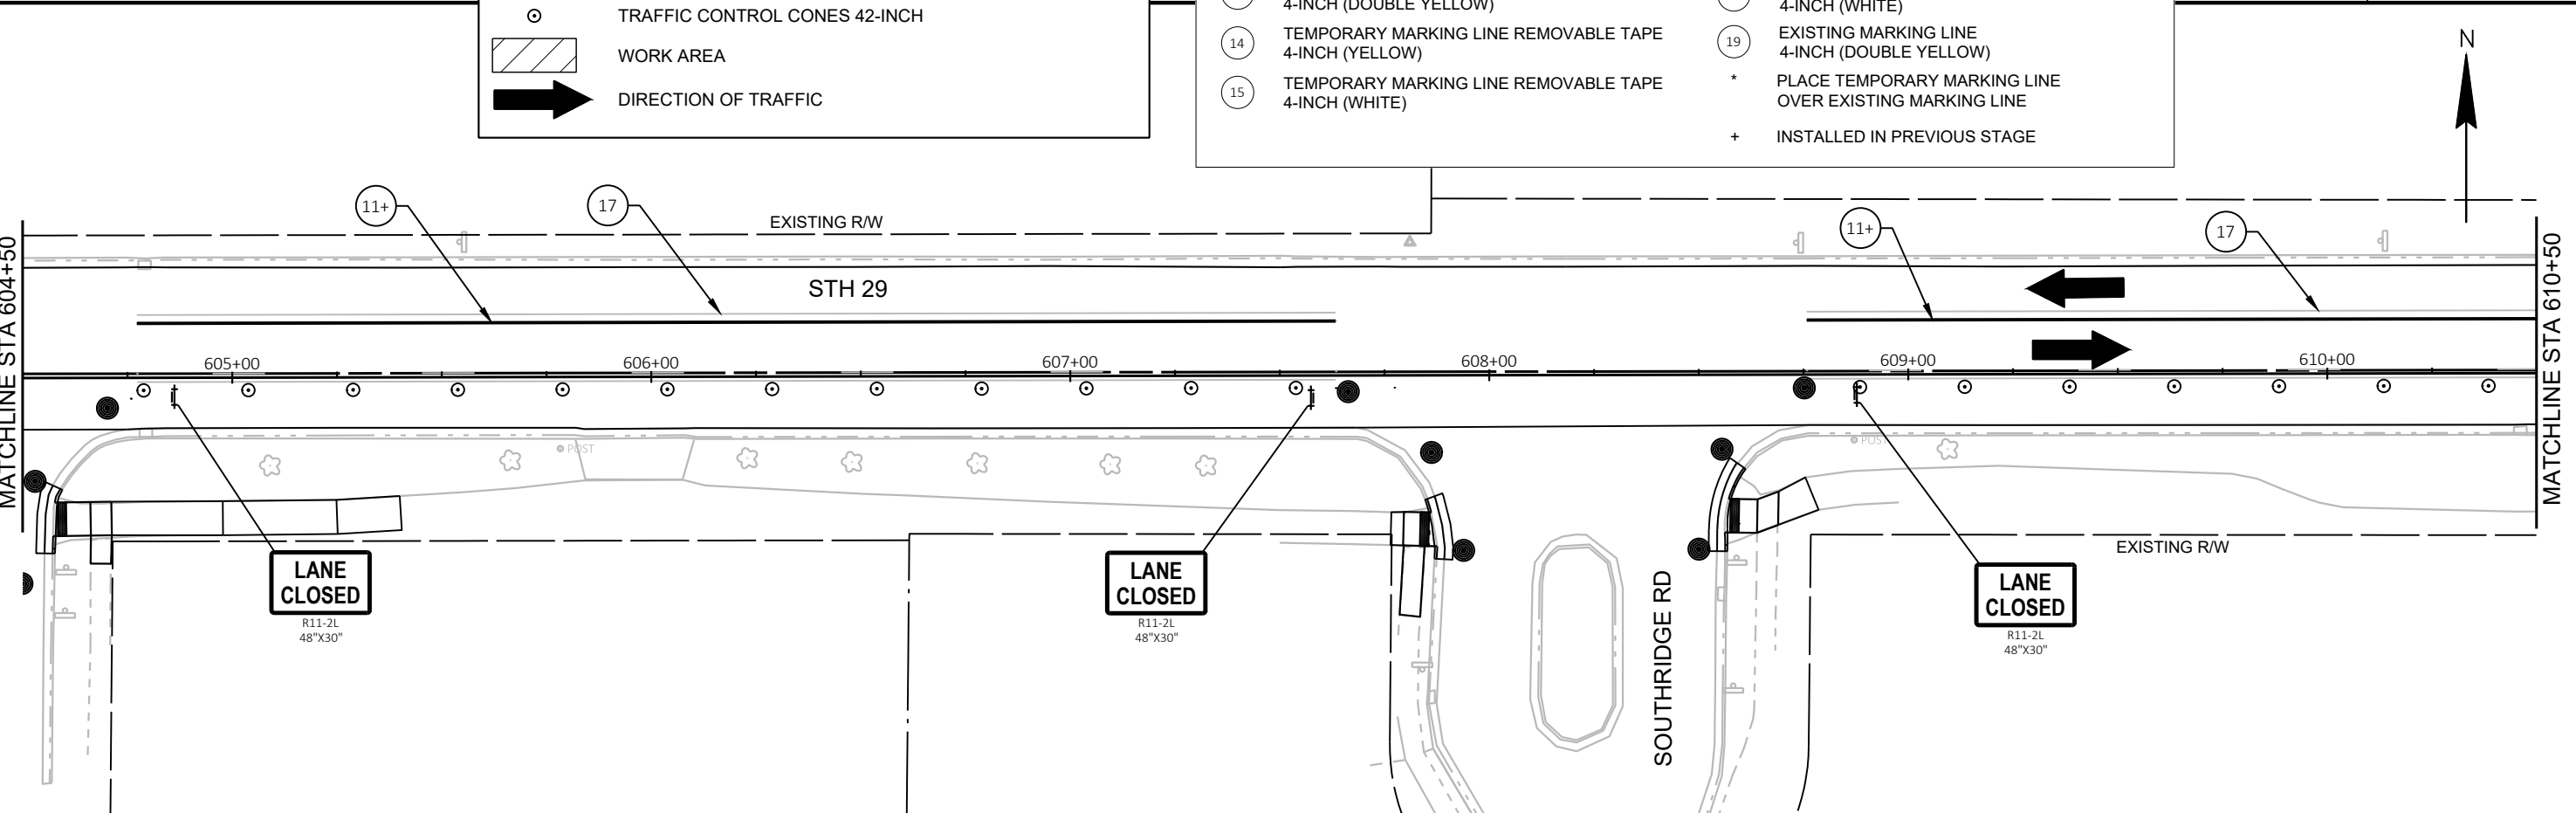 TRAFFIC CONTROL CONES 42-INCH
WORK AREA
DIRECTION OF TRAFFIC
4-INCH (DOUBLE YELLOW)
14
TEMPORARY MARKING LINE REMOVABLE TAPE
4-INCH (YELLOW)
15
TEMPORARY MARKING LINE REMOVABLE TAPE
4-INCH (WHITE)
4-INCH (WHITE)
19
EXISTING MARKING LINE
4-INCH (DOUBLE YELLOW)
*
PLACE TEMPORARY MARKING LINE
OVER EXISTING MARKING LINE
+
INSTALLED IN PREVIOUS STAGE
N
MATCHLINE STA 604+50
11+
17
EXISTING R/W
11+
17
MATCHLINE STA 610+50
STH 29
605+00
606+00
607+00
608+00
609+00
610+00
POST
POST
LANE
CLOSED
R11-2L
48"X30"
LANE
CLOSED
R11-2L
48"X30"
SOUTHRIDGE RD
LANE
CLOSED
R11-2L
48"X30"
EXISTING R/W